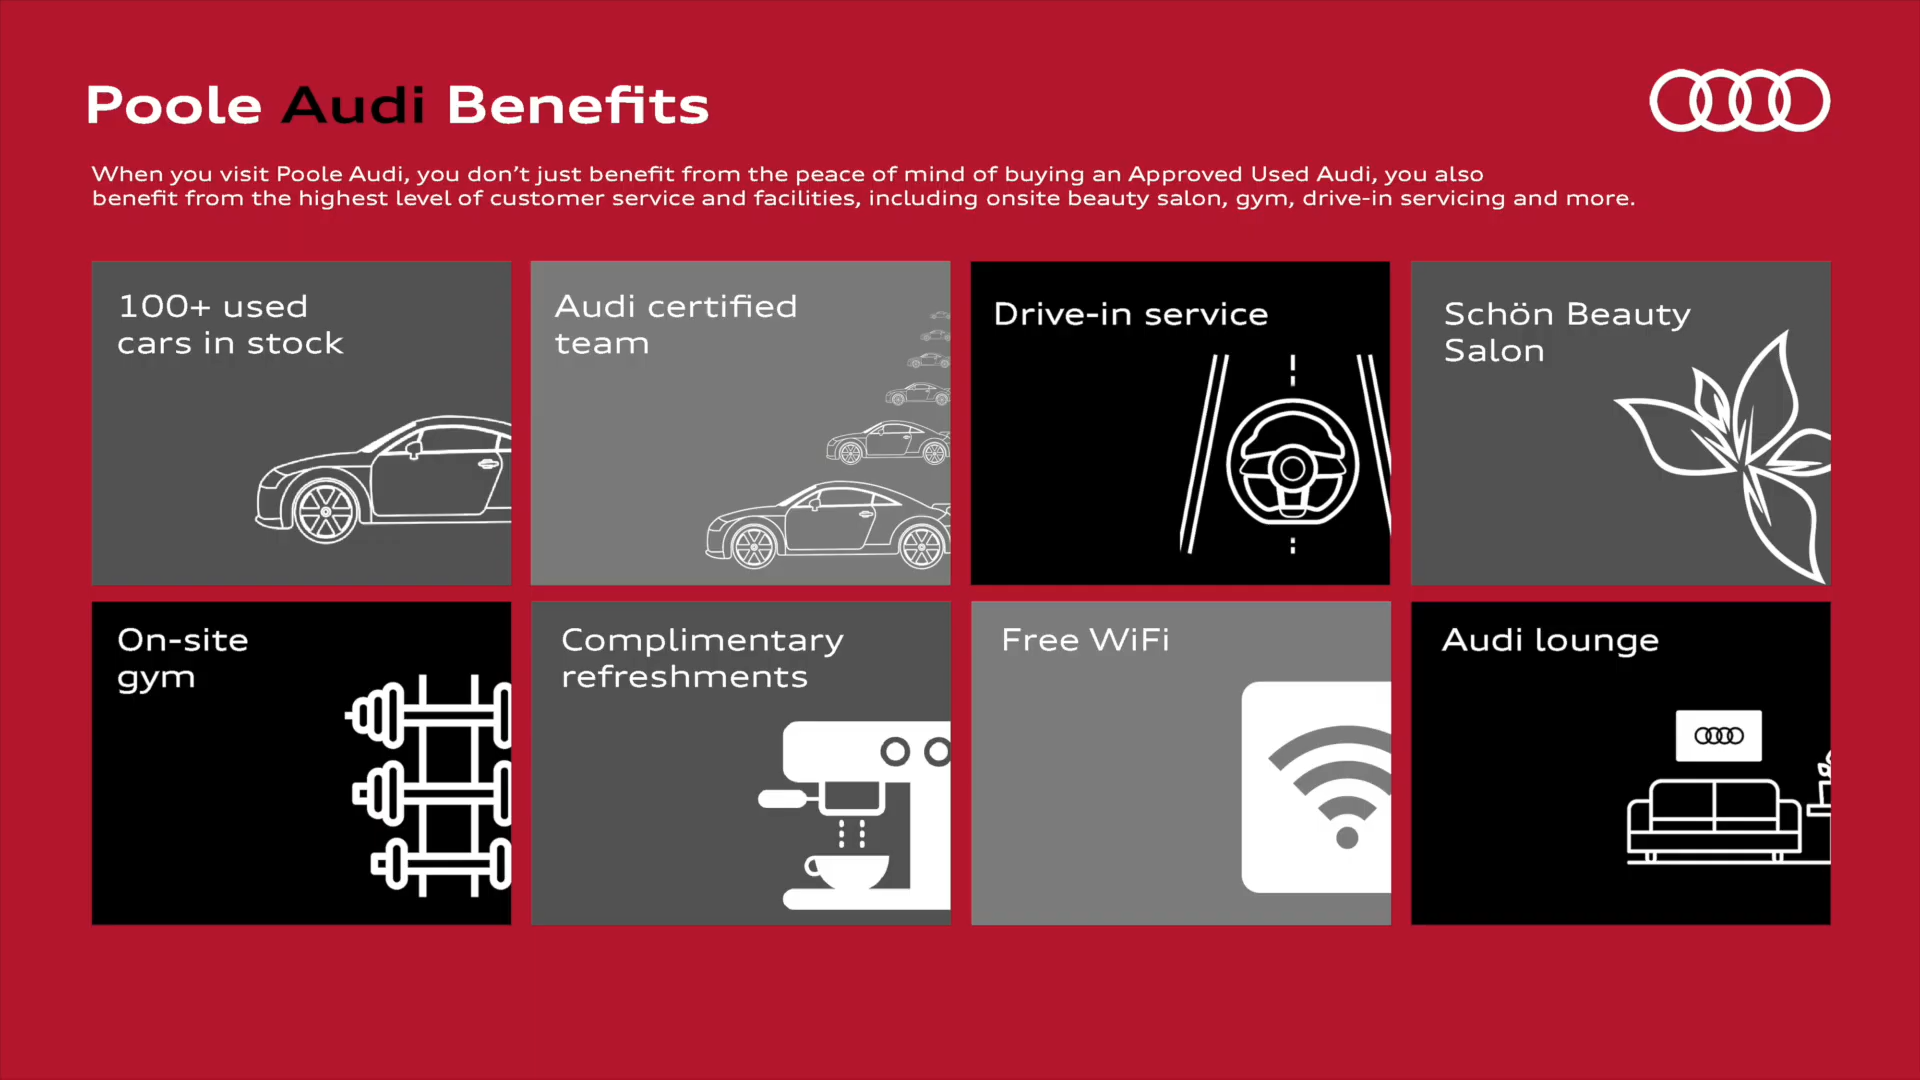 Poole Audi Benefits
When you visit Poole Audi, you don’t just benefit from the peace of mind of buying an Approved Used Audi, you also
benefit from the highest level of customer service and facilities, including onsite beauty salon, gym, drive-in servicing and more.
100+ used
cars in stock
Audi certified
team
Drive-in service
Schön Beauty
Salon
On-site
gym
Complimentary
refreshments
Free WiFi
Audi lounge